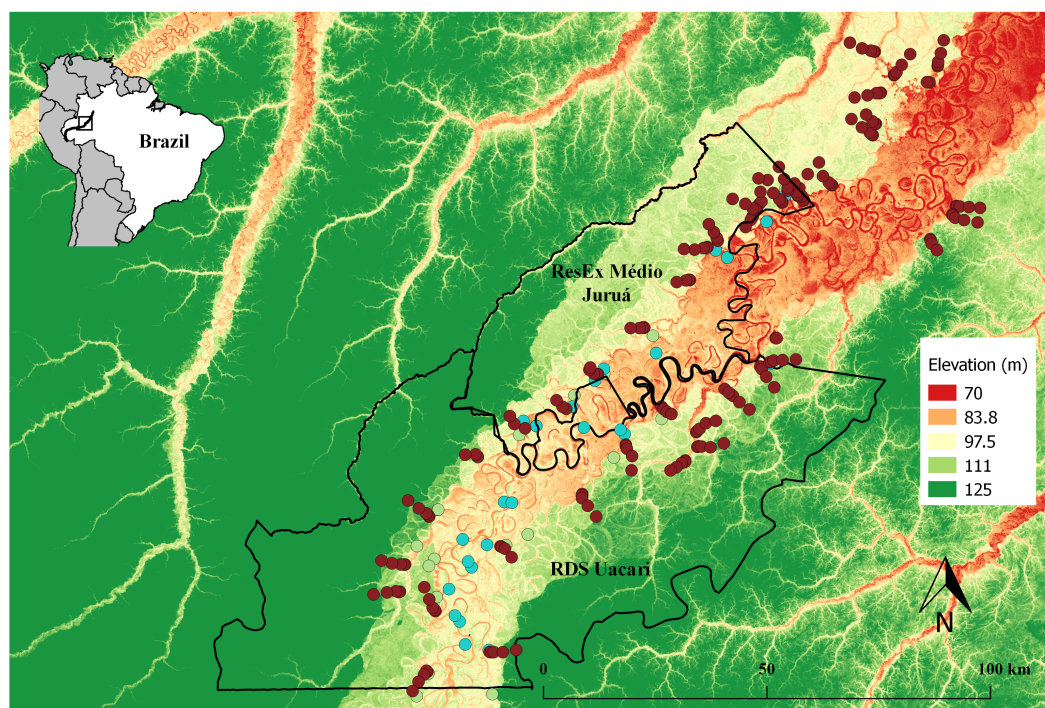 Brazil
ResEx Médio
Juruá
Elevation (m)
70
83.8
97.5
111
125
RDS Uacari
N
0
50
100 km